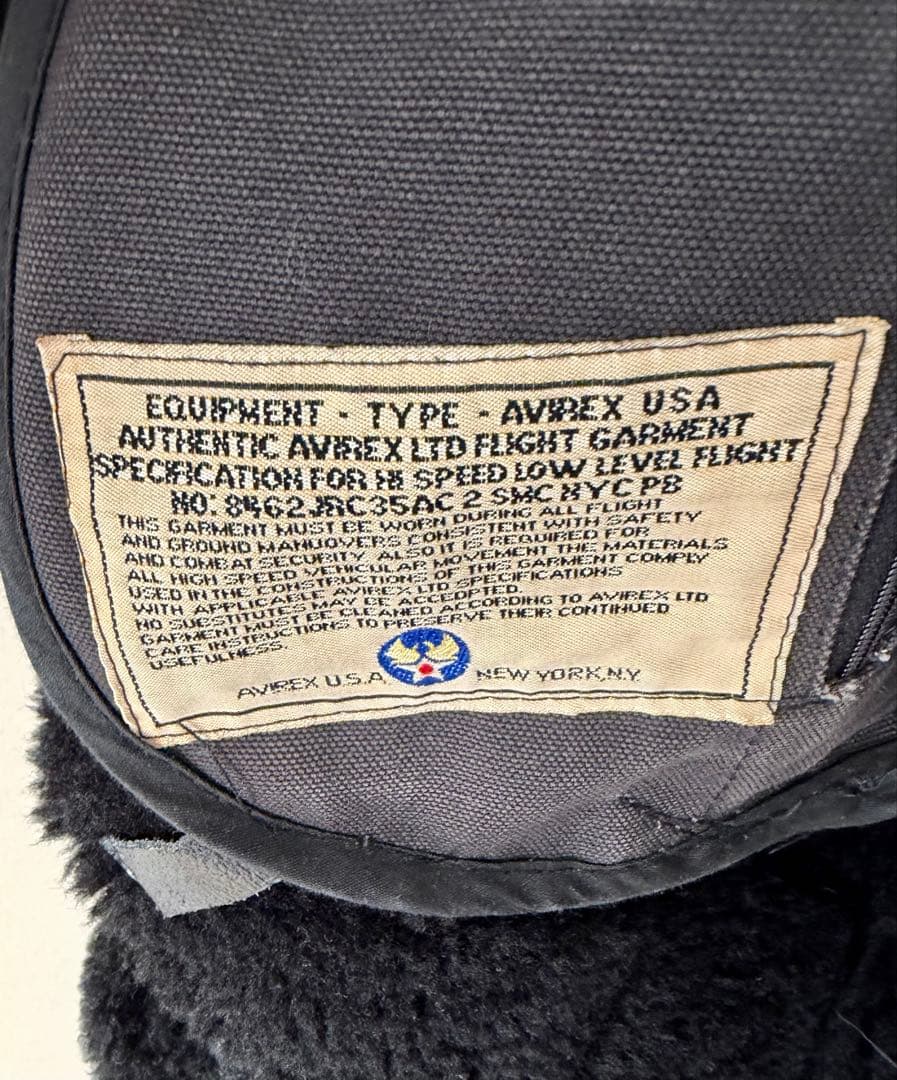 EQUIPMENT - TYPE - AVIREX USA
AUTHENTIC AVIREX LTD FLIGHT GARMENT
SPECIFICATION FOR HI SPEED LOW LEVEL FLIGHT
NO: 8462JRC35AC 2 SMC NYC PB
THIS GARMENT MUST BE WORN DURING ALL FLIGHT
AND GROUND MANUOVERS CONSISTENT WITH SAFETY
AND COMBAT SECURITY. ALSO IT IS REQUIRED FOR
ALL HIGH SPEED VEHICULAR MOVEMENT THE MATERIALS
USED IN THE CONSTRUCTIONS OF THIS GARMENT COMPLY
WITH APPLICABLE AVIREX LTD SPECIFICATIONS
NO SUBSTITUTES MAY BE ACCEOPTED.
GARMENT MUST BE CLEANED ACCORDING TO AVIREX LTD
CARE INSTRUCTIONS TO PRESERVE THEIR CONTINUED
USEFULNESS.
AVIREX U.S.A. NEW YORK.N.Y.